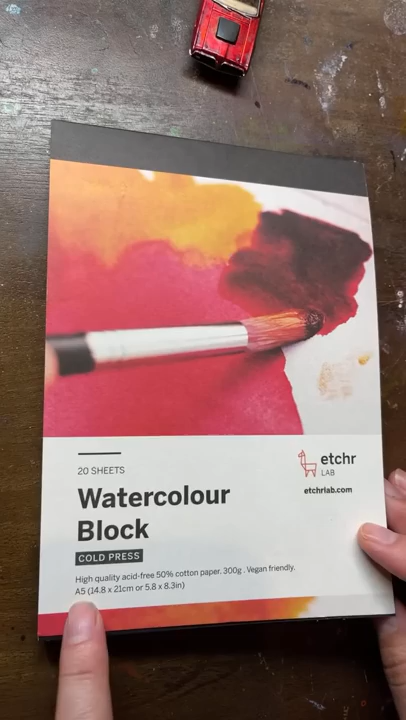 20 SHEETS
Watercolour
Block
COLD PRESS
High quality acid-free 50% cotton paper. 300g . Vegan friendly.
A5 (14.8 x 21cm or 5.8 x 8.3in)
etchr
LAB
etchrlab.com